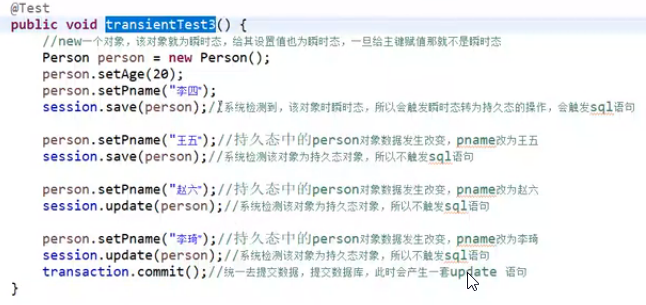 @Test
public void transientTest3() {
//new一个对象，该对象就为瞬时态，给其设置值也为瞬时态，一旦给主键赋值那就不是瞬时态
Person person = new Person();
person.setAge(20);
person.setPname("李四");
session.save(person);//系统检测到，该对象时瞬时态，所以会触发瞬时态转为持久态的操作，会触发sql语句
person.setPname("王五");//持久态中的person对象数据发生改变，pname改为王五
session.save(person);//系统检测该对象为持久态对象，所以不触发sql语句
person.setPname("赵六");//持久态中的person对象数据发生改变，pname改为赵六
session.update(person);//系统检测该对象为持久态对象，所以不触发sql语句
person.setPname("李琦");//持久态中的person对象数据发生改变，pname改为李琦
session.update(person);//系统检测该对象为持久态对象，所以不触发sql语句
transaction.commit();//统一去提交数据，提交数据库，此时会产生一套update 语句
}